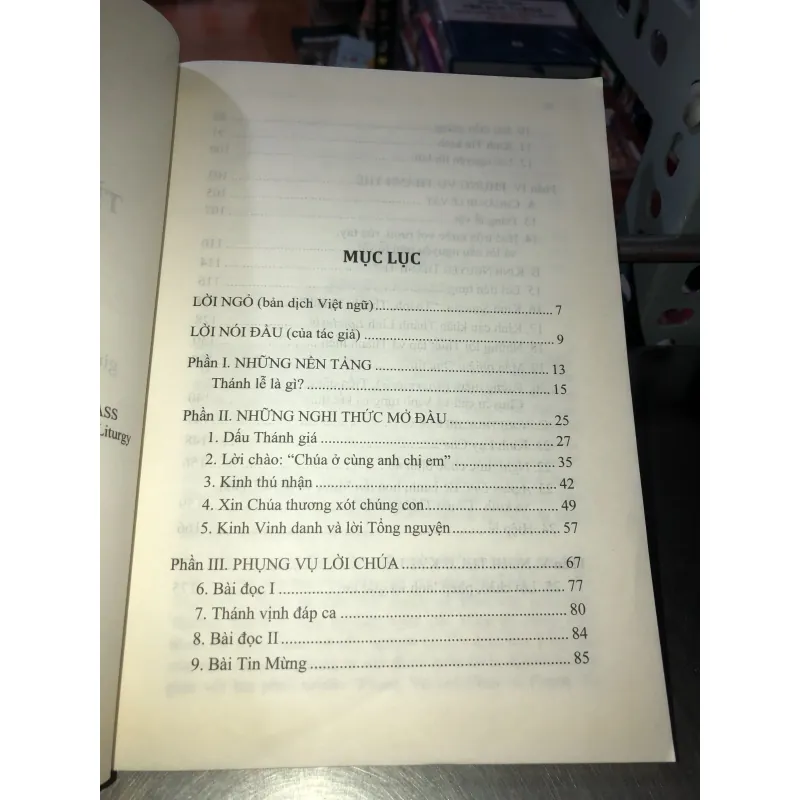 MỤC LỤC
LỜI NGỎ (bản dịch Việt ngữ) 7
LỜI NÓI ĐẦU (của tác giả) 9
Phần I. NHỮNG NỀN TẢNG 13
Thánh lễ là gì? 15
Phần II. NHỮNG NGHI THỨC MỞ ĐẦU 25
1. Dấu Thánh giá 27
2. Lời chào: “Chúa ở cùng anh chị em” 35
3. Kinh thú nhận 42
4. Xin Chúa thương xót chúng con 49
5. Kinh Vinh danh và lời Tổng nguyện 57
Phần III. PHỤNG VỤ LỜI CHÚA 67
6. Bài đọc I 77
7. Thánh vịnh đáp ca 80
8. Bài đọc II 84
9. Bài Tin Mừng 85
ASS
Liturgy